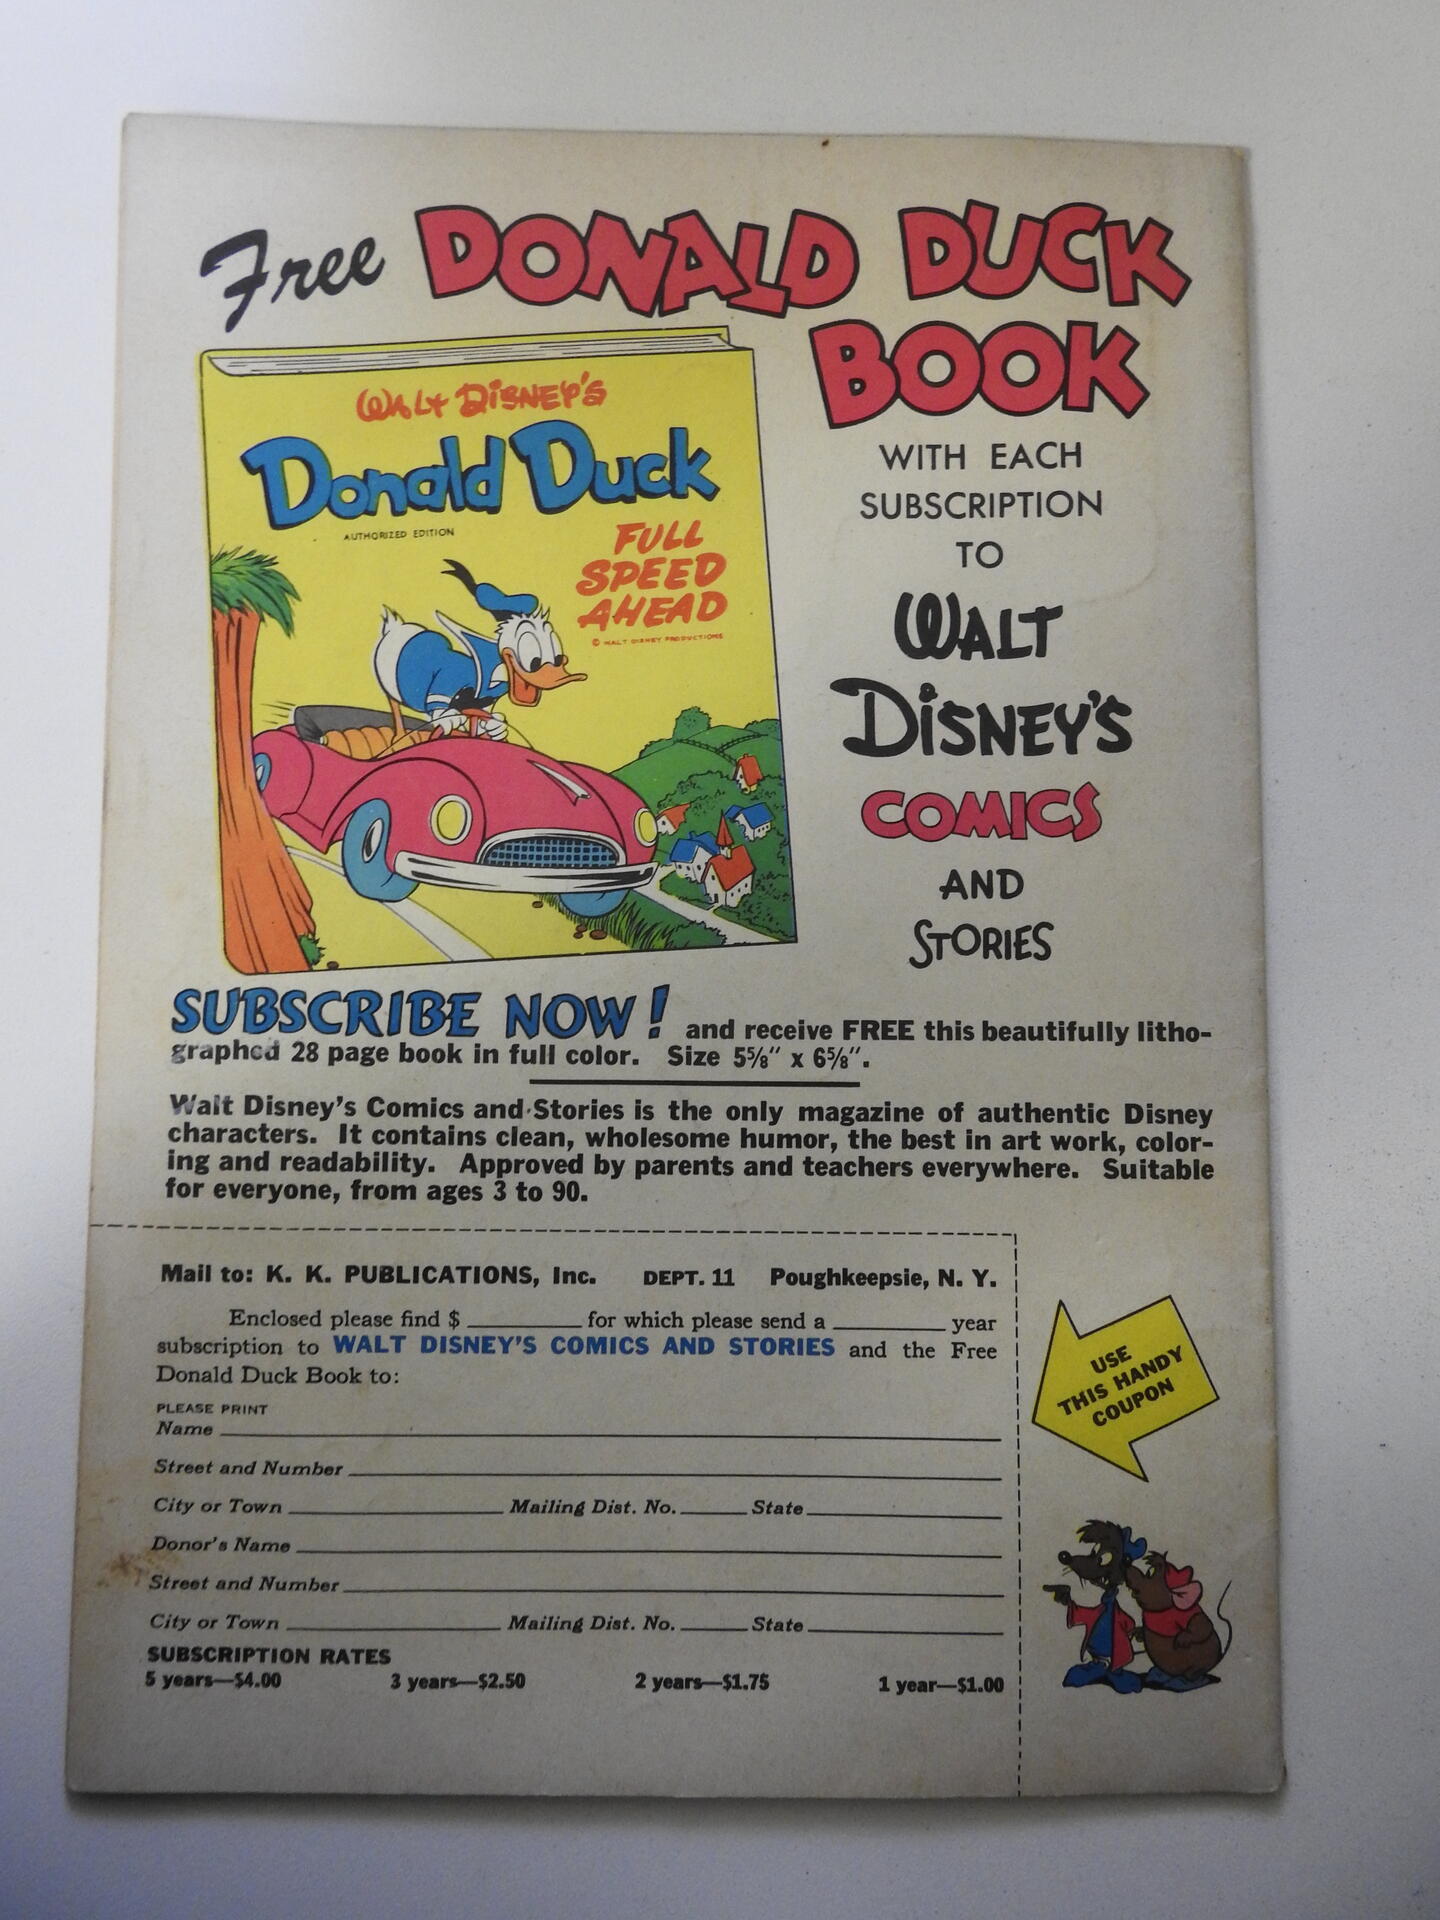 Free DONALD DUCK
BOOK
WALT DISNEY'S
Donald Duck
AUTHORIZED EDITION
FULL
SPEED
AHEAD
© WALT DISNEY PRODUCTIONS
WITH EACH
SUBSCRIPTION
TO
WALT
DISNEY'S
COMICS
AND
STORIES
SUBSCRIBE NOW! and receive FREE this beautifully litho-
graphed 28 page book in full color. Size 5⅝" x 6⅝".
Walt Disney's Comics and Stories is the only magazine of authentic Disney
characters. It contains clean, wholesome humor, the best in art work, color-
ing and readability. Approved by parents and teachers everywhere. Suitable
for everyone, from ages 3 to 90.
Mail to: K. K. PUBLICATIONS, Inc. DEPT. 11 Poughkeepsie, N. Y.
Enclosed please find $ ________ for which please send a ________ year
subscription to WALT DISNEY'S COMICS AND STORIES and the Free
Donald Duck Book to:
PLEASE PRINT
Name
Street and Number
City or Town ________ Mailing Dist. No. ____ State ________
Donor's Name
Street and Number
City or Town ________ Mailing Dist. No. ____ State ________
SUBSCRIPTION RATES
5 years—$4.00 3 years—$2.50 2 years—$1.75 1 year—$1.00
USE
THIS HANDY
COUPON